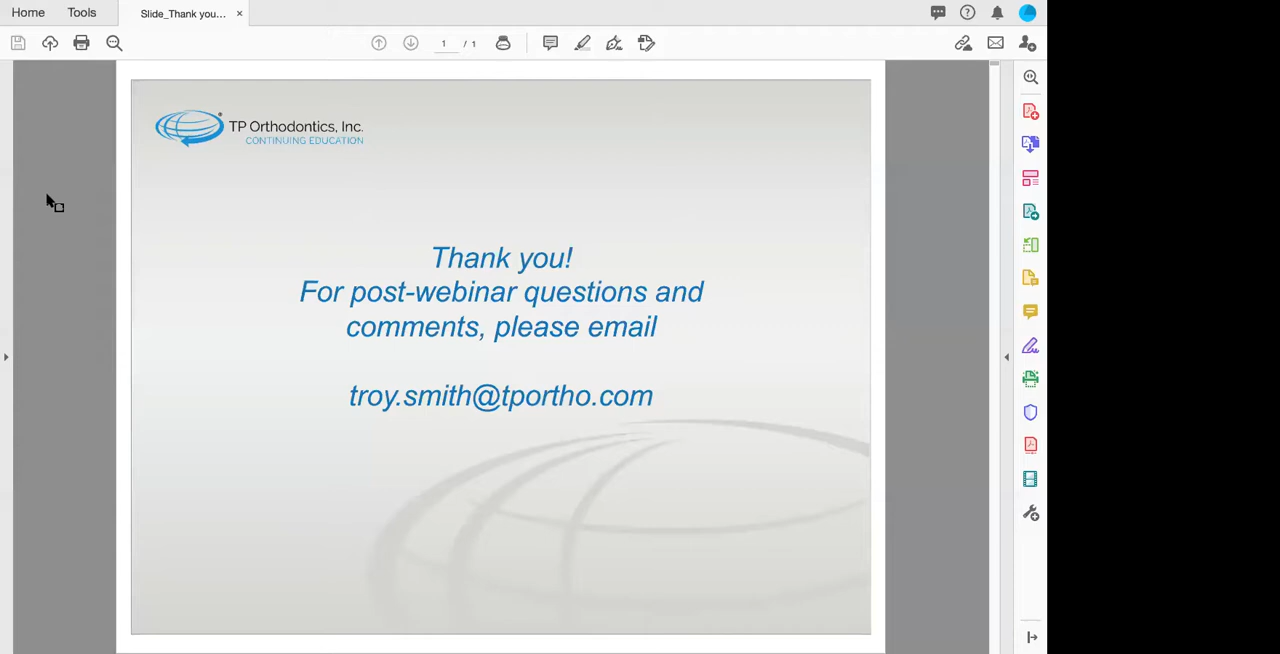 Home Tools Slide_Thank you... ×
1 / 1
TP Orthodontics, Inc.
CONTINUING EDUCATION
Thank you!
For post-webinar questions and
comments, please email
troy.smith@tportho.com